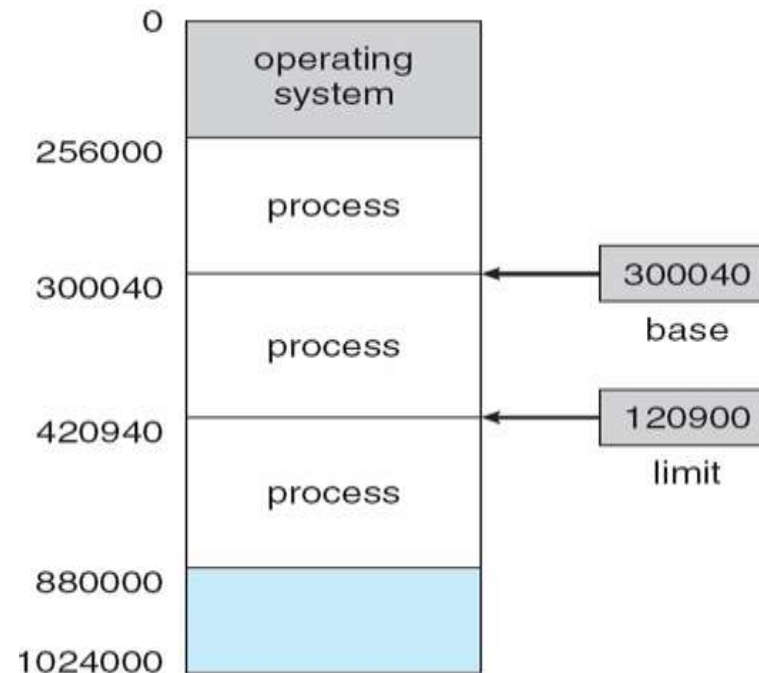 0
operating
system
256000
process
300040
300040
base
process
420940
120900
limit
process
880000
1024000